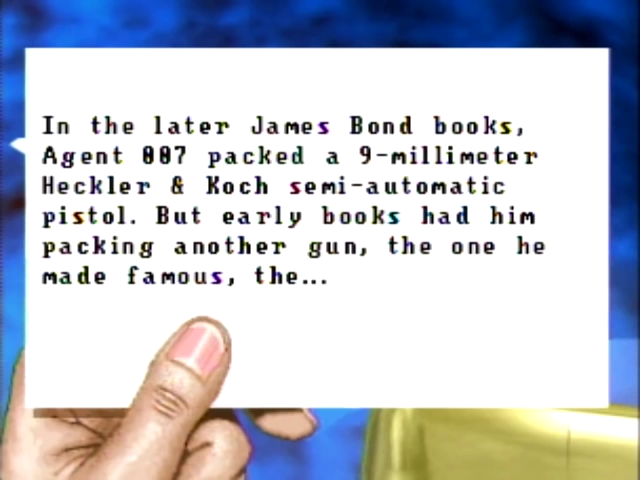 In the later James Bond books,
Agent 007 packed a 9-millimeter
Heckler & Koch semi-automatic
pistol. But early books had him
packing another gun, the one he
made famous, the...